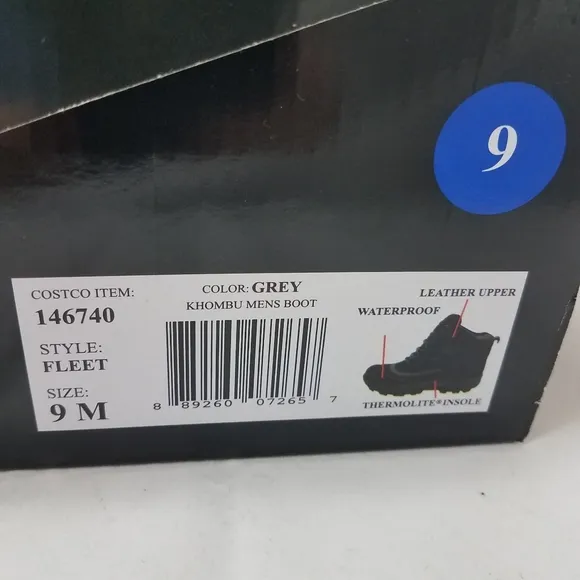 9
COSTCO ITEM:
146740
STYLE:
FLEET
SIZE:
9 M
COLOR: GREY
KHOMBU MENS BOOT
8 89260 07265 7
LEATHER UPPER
WATERPROOF
THERMOLITE® INSOLE